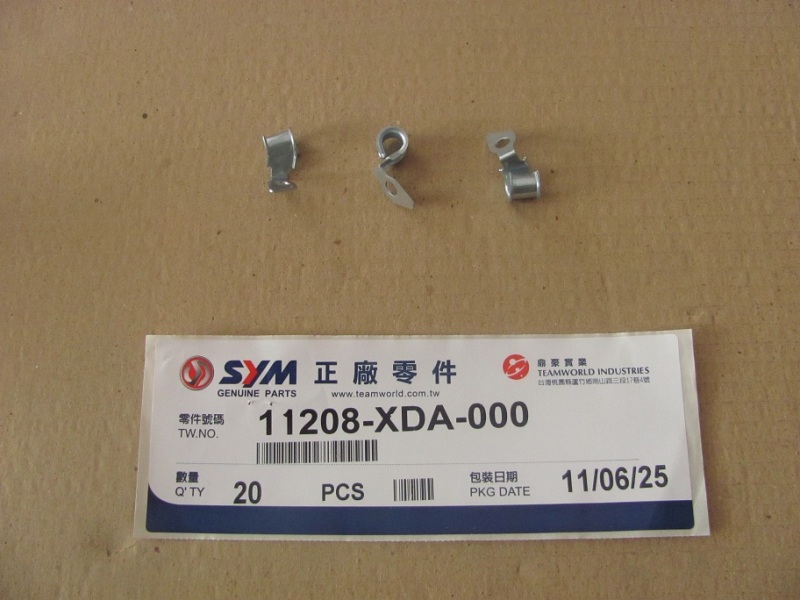 SYM 正廠零件
GENUINE PARTS
www.teamworld.com.tw
鼎豪實業
TEAMWORLD INDUSTRIES
零件號碼
TW.NO.
11208-XDA-000
數量
Q'TY
20 PCS
包裝日期
PKG DATE
11/06/25